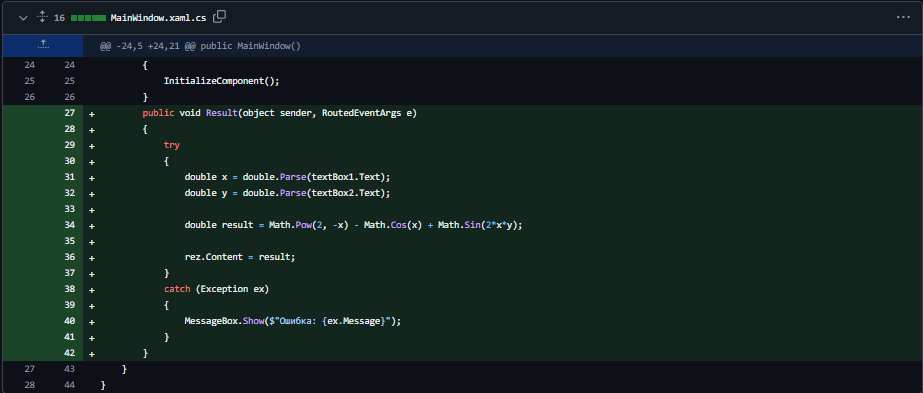 16 MainWindow.xaml.cs ...
@@ -24,5 +24,21 @@ public MainWindow()
24 24 {
25 25 InitializeComponent();
26 26 }
27 + public void Result(object sender, RoutedEventArgs e)
28 + {
29 + try
30 + {
31 + double x = double.Parse(textBox1.Text);
32 + double y = double.Parse(textBox2.Text);
33 +
34 + double result = Math.Pow(2, -x) - Math.Cos(x) + Math.Sin(2*x*y);
35 +
36 + rez.Content = result;
37 + }
38 + catch (Exception ex)
39 + {
40 + MessageBox.Show($"Ошибка: {ex.Message}");
41 + }
42 + }
27 43 }
28 44 }